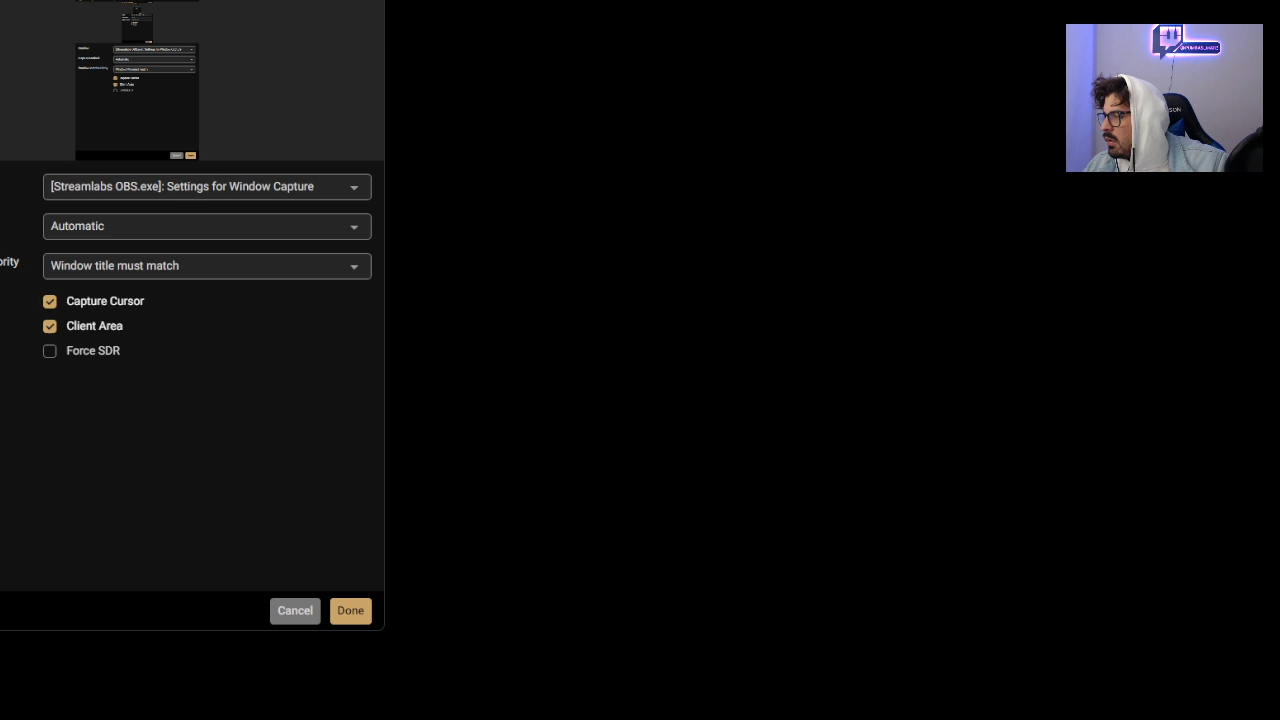 [Streamlabs OBS.exe]: Settings for Window Capture
Automatic
ority
Window title must match
Capture Cursor
Client Area
Force SDR
Cancel
Done